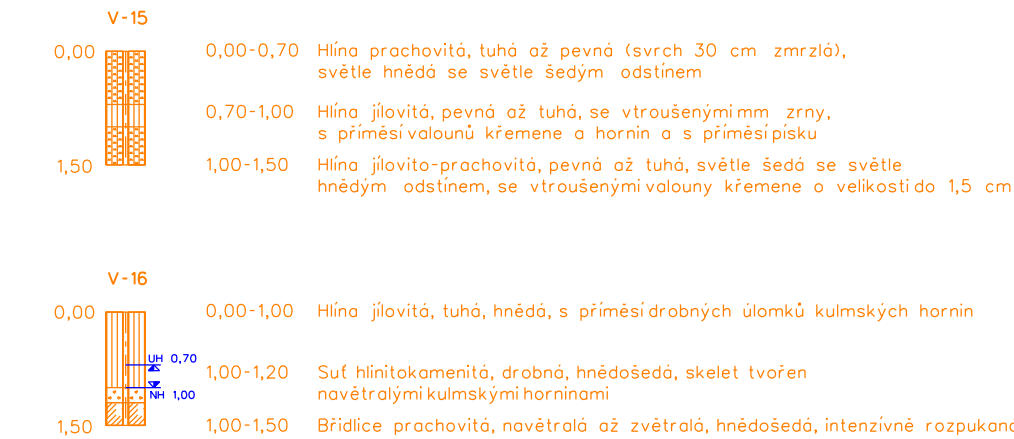 V-15
0,00
0,00-0,70 Hlína prachovitá, tuhá až pevná (svrch 30 cm zmrzlá),
světle hnědá se světle šedým odstínem
0,70-1,00 Hlína jílovitá, pevná až tuhá, se vtroušenými mm zrny,
s příměsí valounů křemene a hornin a s příměsí písku
1,50
1,00-1,50 Hlína jílovito-prachovitá, pevná až tuhá, světle šedá se světle
hnědým odstínem, se vtroušenými valouny křemene o velikosti do 1,5 cm
V-16
0,00
0,00-1,00 Hlína jílovitá, tuhá, hnědá, s příměsí drobných úlomků kulmských hornin
UH 0,70
1,00-1,20 Suť hlinitokamenitá, drobná, hnědošedá, skelet tvořen
navětralými kulmskými horninami
NH 1,00
1,50
1,00-1,50 Břidlice prachovitá, navětralá až zvětralá, hnědošedá, intenzívně